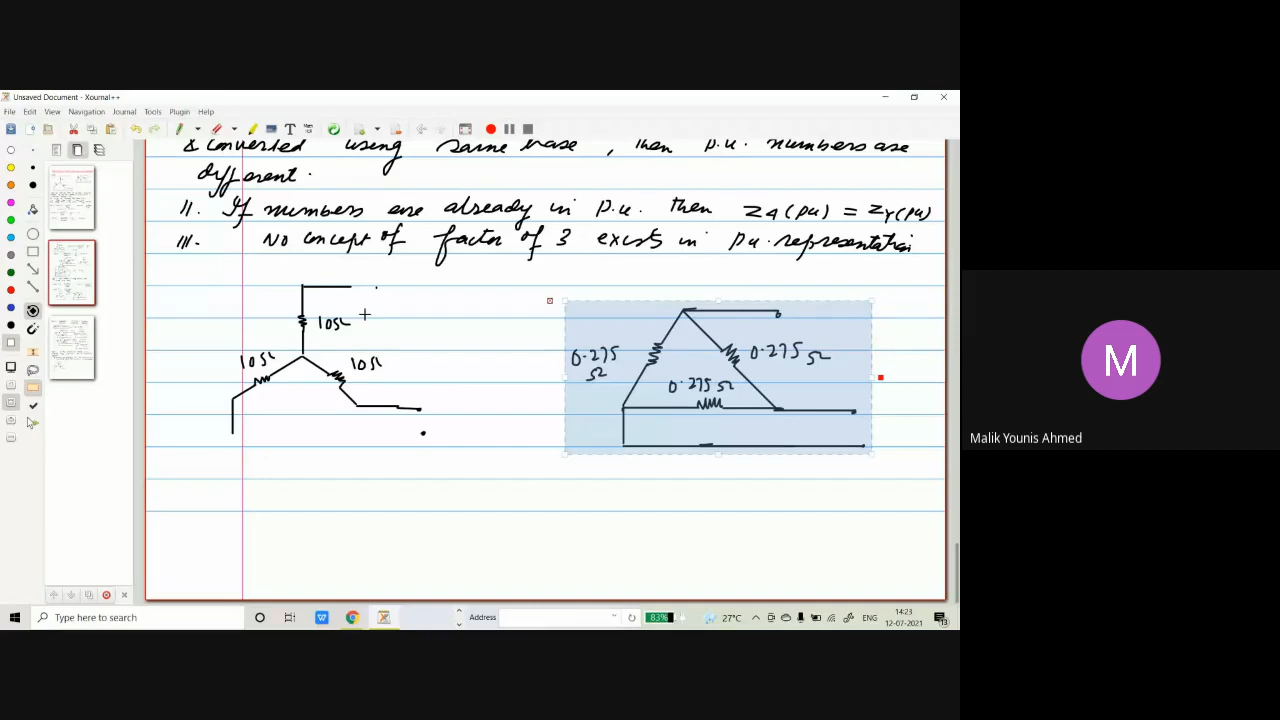 Unsaved Document - Xournal++
File Edit View Navigation Journal Tools Plugin Help
& converted using same base, then p.u. numbers are
different.
II. If numbers are already in p.u. then ZΔ(pu) = ZY(pu)
III. No concept of factor of 3 exists in p.u. representation
10Ω
10Ω
10Ω
0.275
Ω
0.275 Ω
0.275 Ω
M
Malik Younis Ahmed
Type here to search
Address
83%
27°C
ENG
14:23
12-07-2021